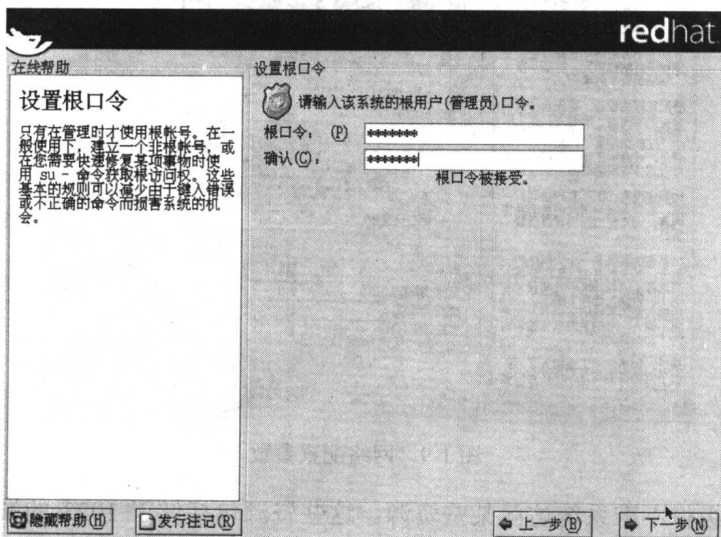 redhat
在线帮助
设置根口令
只有在管理时才使用根帐号。在一
般使用下，建立一个非根帐号，或
在您需要快速修复某项事物时使
用 su - 命令获取根访问权。这些
基本的规则可以减少由于键入错误
或不正确的命令而损害系统的机
会。
设置根口令
请输入该系统的根用户(管理员)口令。
根口令： (P) *******
确认(C)： *******
根口令被接受。
隐藏帮助(H)
发行注记(R)
上一步(B)
下一步(N)